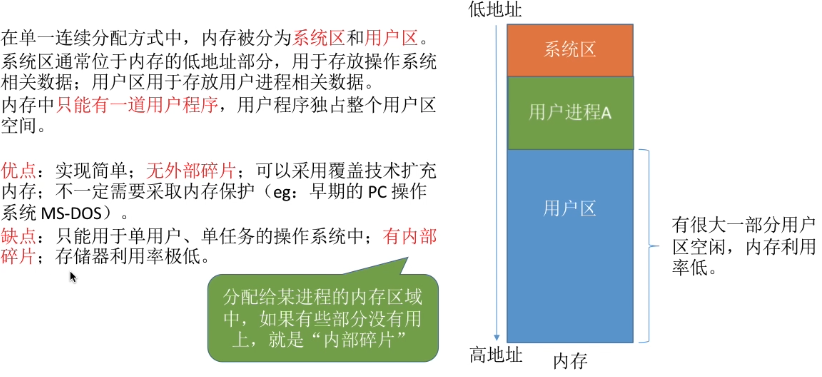 在单一连续分配方式中，内存被分为系统区和用户区。
系统区通常位于内存的低地址部分，用于存放操作系统
相关数据；用户区用于存放用户进程相关数据。
内存中只能有一道用户程序，用户程序独占整个用户区
空间。
优点：实现简单；无外部碎片；可以采用覆盖技术扩充
内存；不一定需要采取内存保护（eg：早期的 PC 操作
系统 MS-DOS）。
缺点：只能用于单用户、单任务的操作系统中；有内部
碎片；存储器利用率极低。
分配给某进程的内存区域
中，如果有些部分没有用
上，就是“内部碎片”
低地址
系统区
用户进程A
用户区
高地址
内存
有很大一部分用户
区空闲，内存利用
率低。